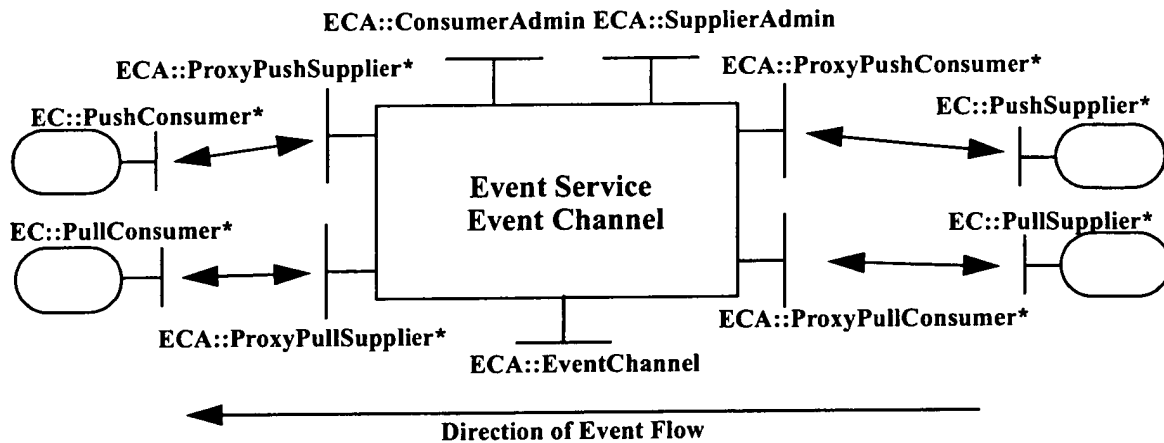 ECA::ConsumerAdmin ECA::SupplierAdmin
ECA::ProxyPushSupplier*
ECA::ProxyPushConsumer*
EC::PushConsumer*
EC::PushSupplier*
Event Service
Event Channel
EC::PullConsumer*
EC::PullSupplier*
ECA::ProxyPullSupplier*
ECA::ProxyPullConsumer*
ECA::EventChannel
Direction of Event Flow